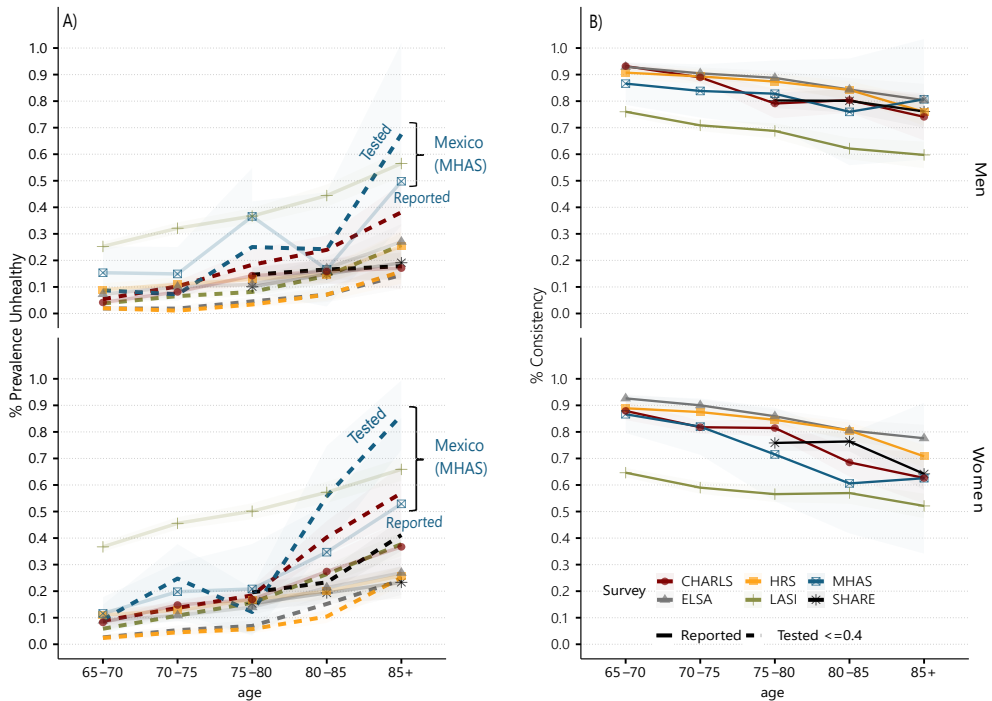 A)
% Prevalence Unhealthy
1.0
0.9
0.8
0.7
0.6
0.5
0.4
0.3
0.2
0.1
0.0
Tested
Mexico
(MHAS)
Reported
1.0
0.9
0.8
0.7
0.6
0.5
0.4
0.3
0.2
0.1
0.0
Tested
Mexico
(MHAS)
Reported
65−70
70−75
75−80
80−85
85+
age
B)
% Consistency
1.0
0.9
0.8
0.7
0.6
0.5
0.4
0.3
0.2
0.1
0.0
Men
1.0
0.9
0.8
0.7
0.6
0.5
0.4
0.3
0.2
0.1
0.0
Women
Survey
CHARLS
HRS
MHAS
ELSA
LASI
SHARE
Reported
Tested <=0.4
65−70
70−75
75−80
80−85
85+
age